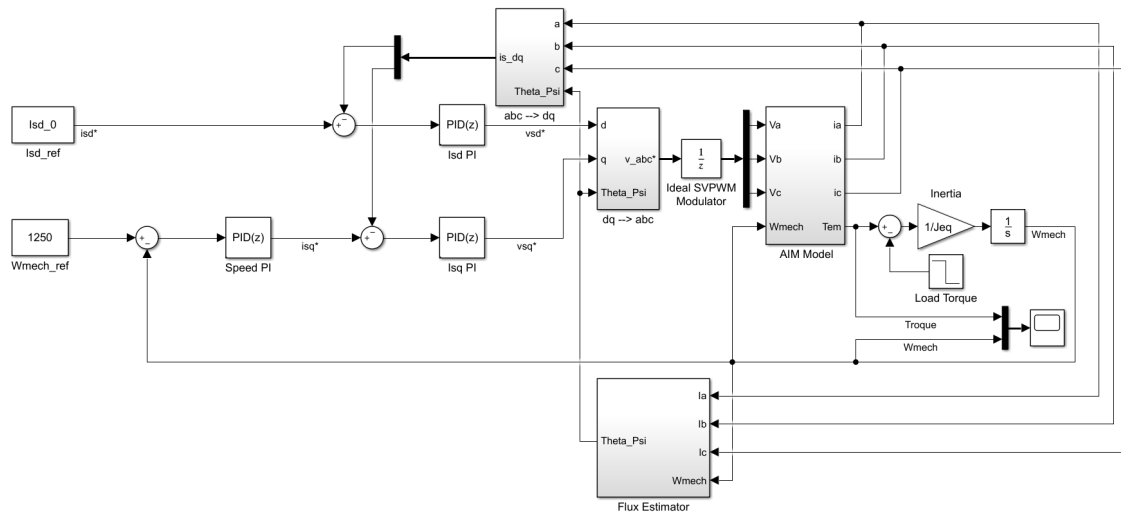 a
b
is_dq
c
Theta_Psi
abc --> dq
Isd_0
isd*
Isd_ref
+
−
PID(z)
vsd*
Isd PI
d
q
v_abc*
Theta_Psi
dq --> abc
1
z
Ideal SVPWM
Modulator
Va
ia
Vb
ib
Vc
ic
Wmech
Tem
AIM Model
Inertia
1/Jeq
1
s
Wmech
+
−
Load Torque
1250
Wmech_ref
+
−
PID(z)
isq*
Speed PI
+
−
PID(z)
vsq*
Isq PI
Troque
Wmech
Ia
Ib
Theta_Psi
Ic
Wmech
Flux Estimator